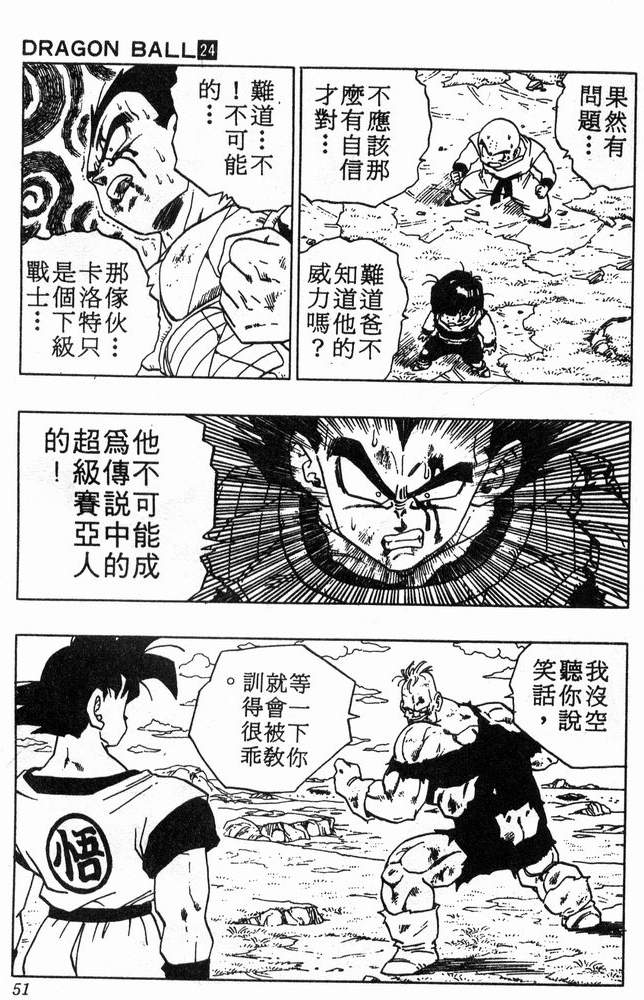 DRAGON BALL 24
果然有
問題…
不應該那
麼有自信
才對…
難道爸不
知道他的
威力嗎？
難道…不
！不可能
的…
那傢伙…
卡洛特只
是個下級
戰士…
他不可能成
為傳説中的
超級賽亞人
的！
我沒空
聽你説
笑話，
等一下你
就會被教
訓得很乖
。
悟
51